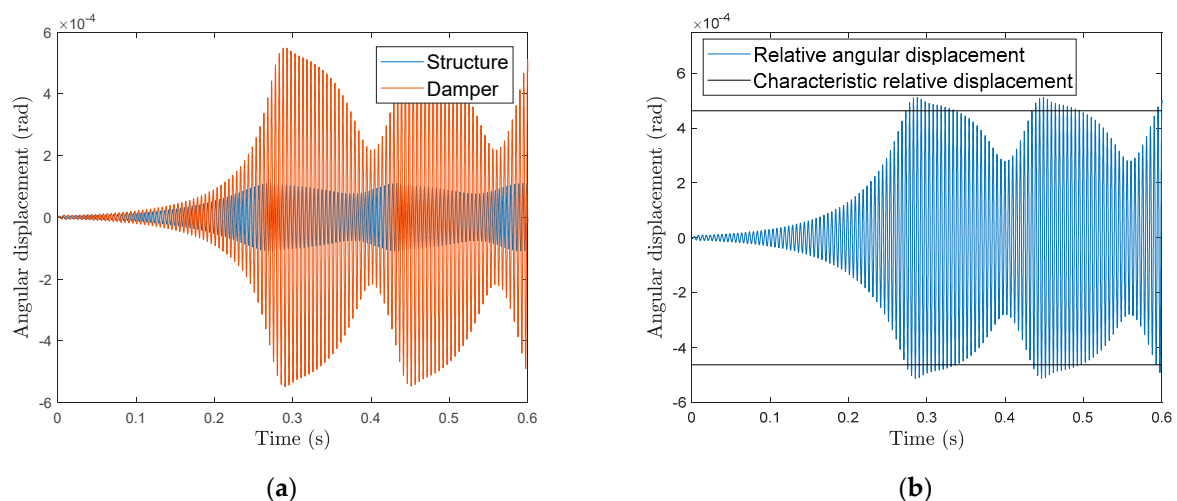 ×10⁻⁴
6
4
2
0
-2
-4
-6
Angular displacement (rad)
Structure
Damper
0 0.1 0.2 0.3 0.4 0.5 0.6
Time (s)
(a)
×10⁻⁴
6
4
2
0
-2
-4
-6
Angular displacement (rad)
Relative angular displacement
Characteristic relative displacement
0 0.1 0.2 0.3 0.4 0.5 0.6
Time (s)
(b)